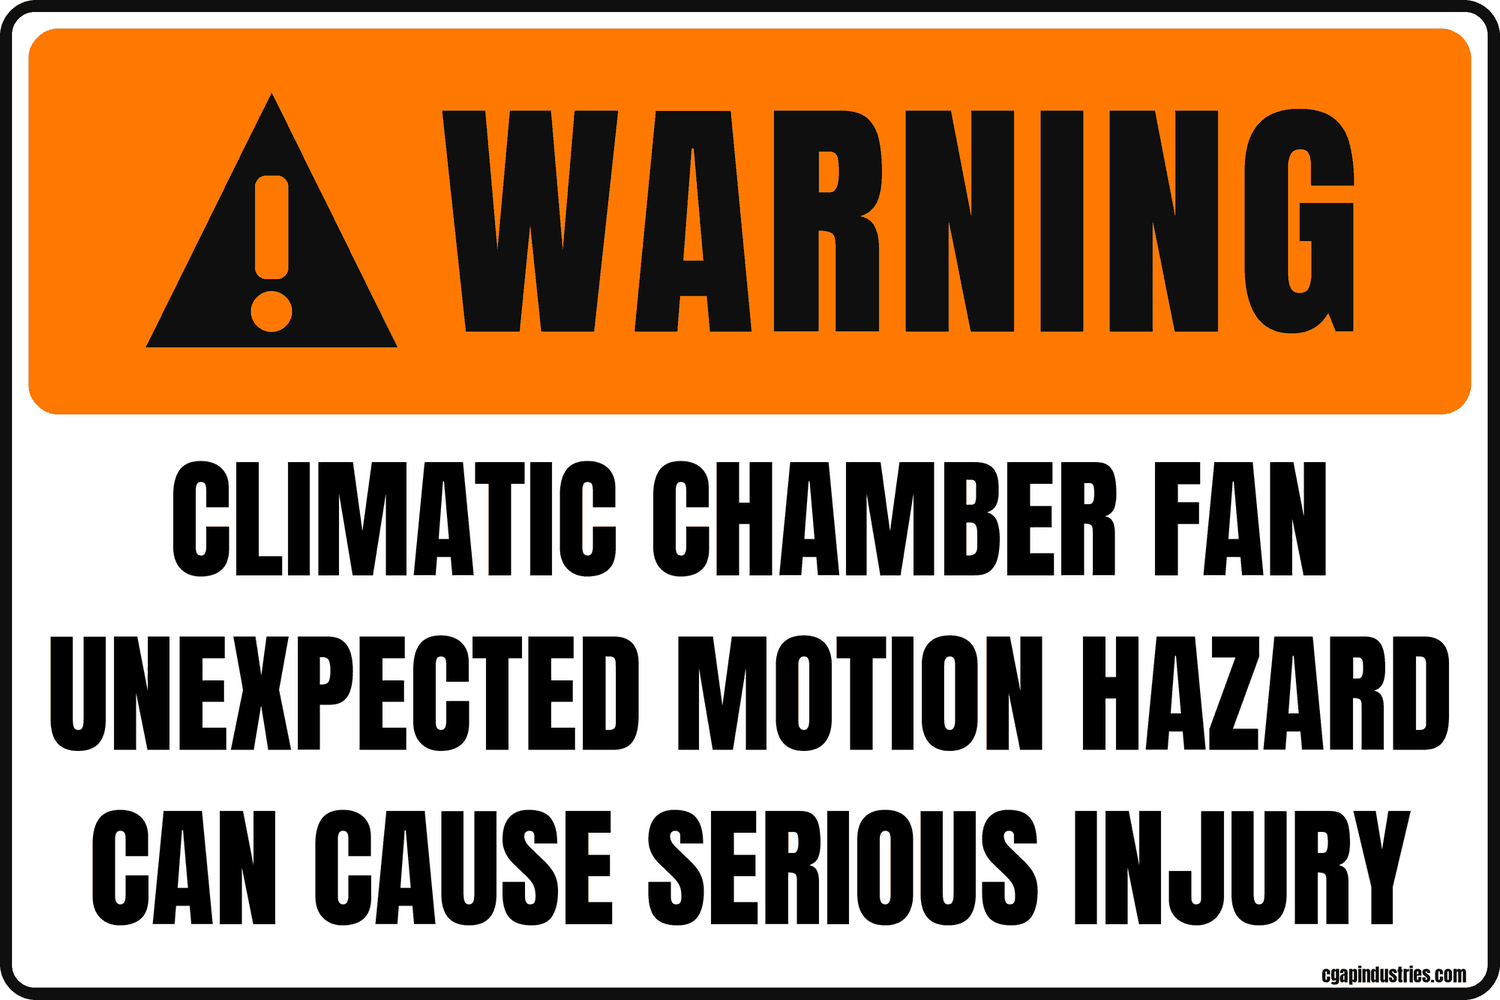 WARNING
CLIMATIC CHAMBER FAN
UNEXPECTED MOTION HAZARD
CAN CAUSE SERIOUS INJURY
cgapindustries.com